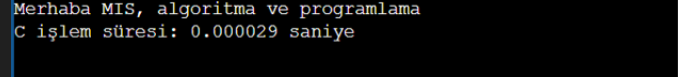 Merhaba MIS, algoritma ve programlama
C işlem süresi: 0.000029 saniye